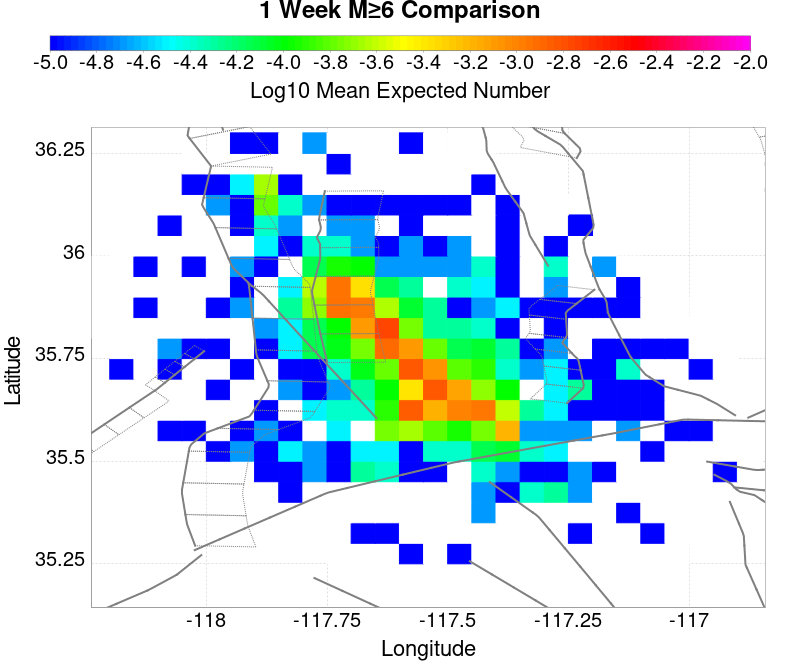 1 Week M≥6 Comparison
-5.0 -4.8 -4.6 -4.4 -4.2 -4.0 -3.8 -3.6 -3.4 -3.2 -3.0 -2.8 -2.6 -2.4 -2.2 -2.0
Log10 Mean Expected Number
36.25
36
35.75
35.5
35.25
Latitude
-118 -117.75 -117.5 -117.25 -117
Longitude